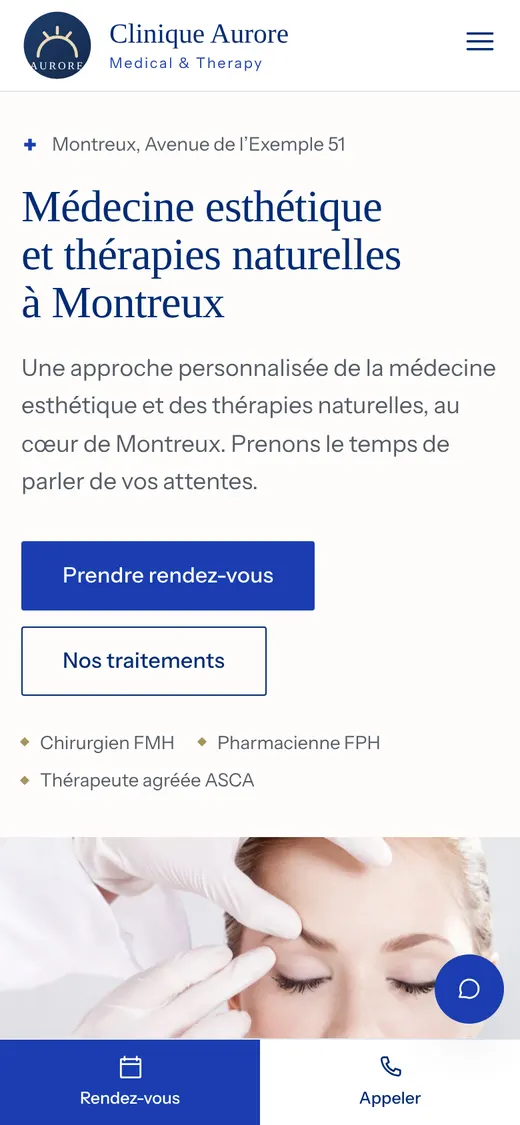 AURORE
Clinique Aurore
Medical & Therapy
Montreux, Avenue de l’Exemple 51
Médecine esthétique
et thérapies naturelles
à Montreux
Une approche personnalisée de la médecine
esthétique et des thérapies naturelles, au
cœur de Montreux. Prenons le temps de
parler de vos attentes.
Prendre rendez-vous
Nos traitements
Chirurgien FMH
Pharmacienne FPH
Thérapeute agréée ASCA
Rendez-vous
Appeler